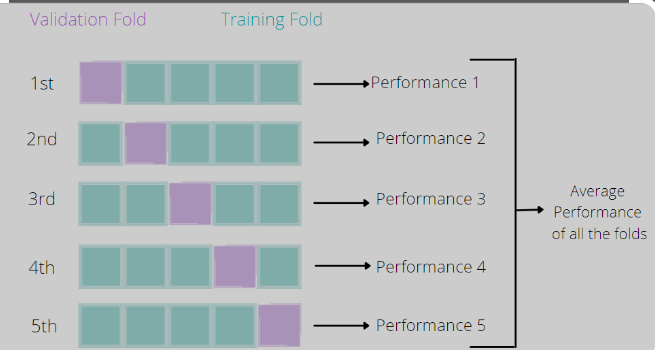 Validation Fold
Training Fold
1st
Performance 1
2nd
Performance 2
3rd
Performance 3
4th
Performance 4
5th
Performance 5
Average
Performance
of all the folds